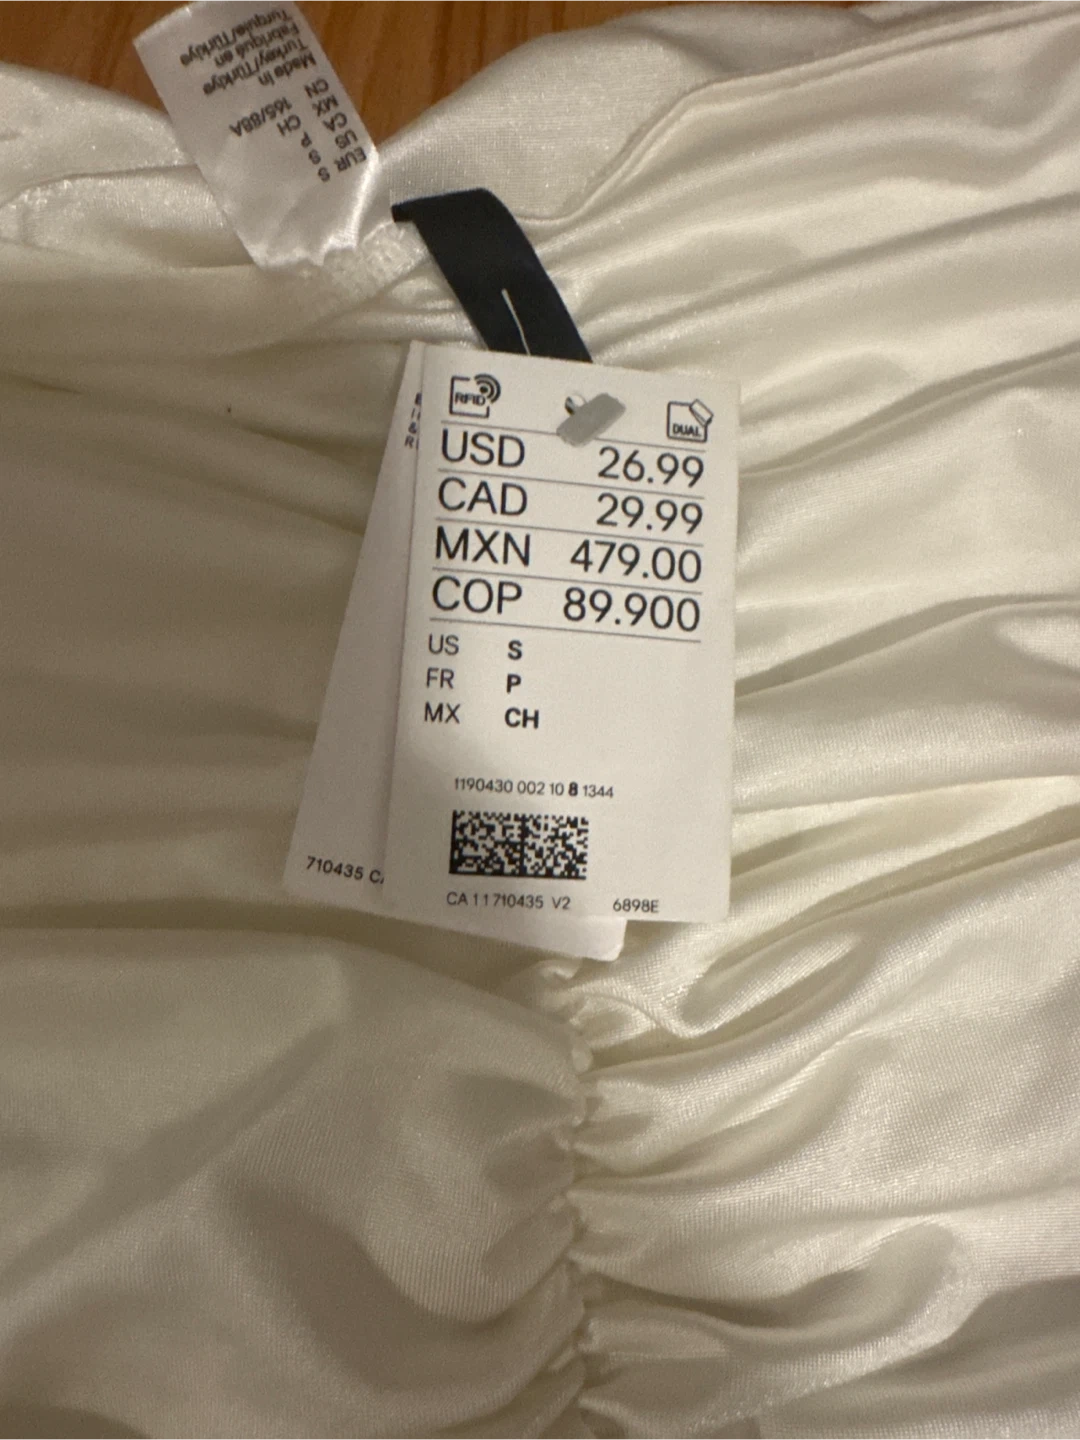 EUR S
US S
CA P
MX CH
CN 165/88A
Made in
Turkey/Türkiye
Fabriqué en
Turquie/Türkiye
RFID
DUAL
USD 26.99
CAD 29.99
MXN 479.00
COP 89.900
US S
FR P
MX CH
1190430 002 10 8 1344
CA 11710435 V2 6898E
710435